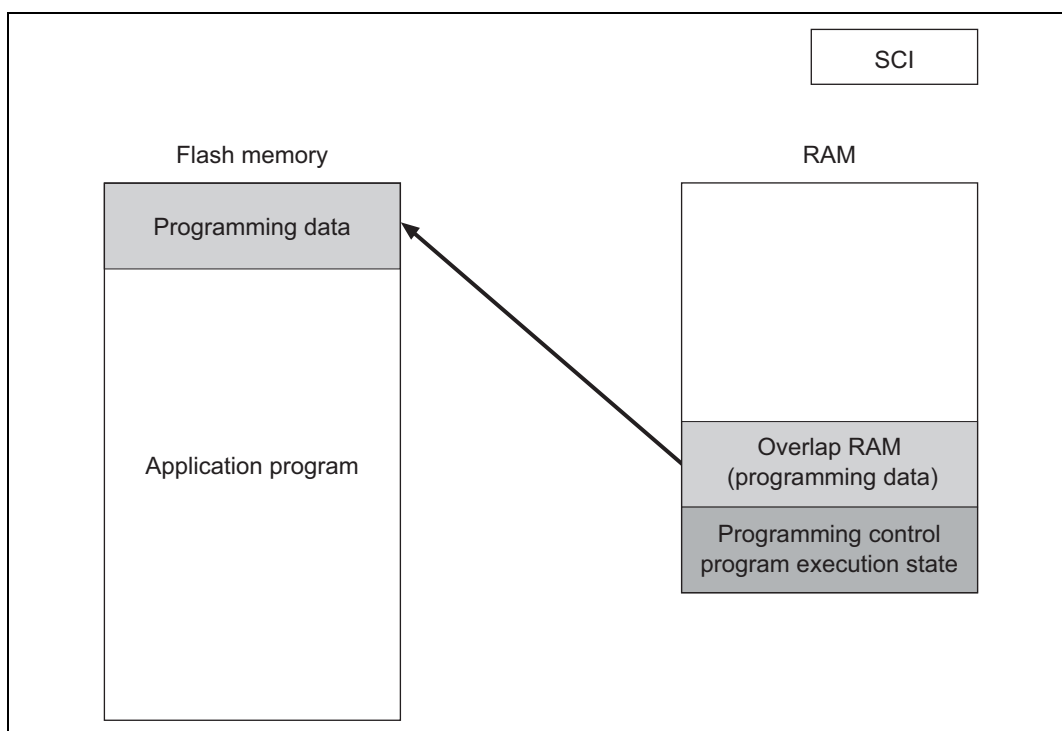 SCI
Flash memory
RAM
Programming data
Application program
Overlap RAM
(programming data)
Programming control
program execution state